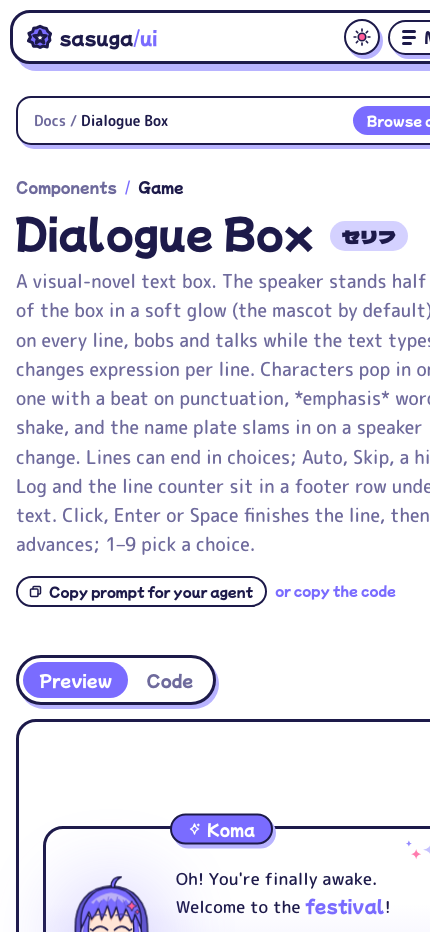 sasuga/ui
Docs / Dialogue Box
Browse
Components / Game
Dialogue Box セリフ
A visual-novel text box. The speaker stands half
of the box in a soft glow (the mascot by default)
on every line, bobs and talks while the text types
changes expression per line. Characters pop in
one with a beat on punctuation, *emphasis*
shake, and the name plate slams in on a speaker
change. Lines can end in choices; Auto, Skip, a
Log and the line counter sit in a footer row
text. Click, Enter or Space finishes the line, then
advances; 1–9 pick a choice.
Copy prompt for your agent or copy the code
Preview Code
Koma
Oh! You're finally awake.
Welcome to the festival!